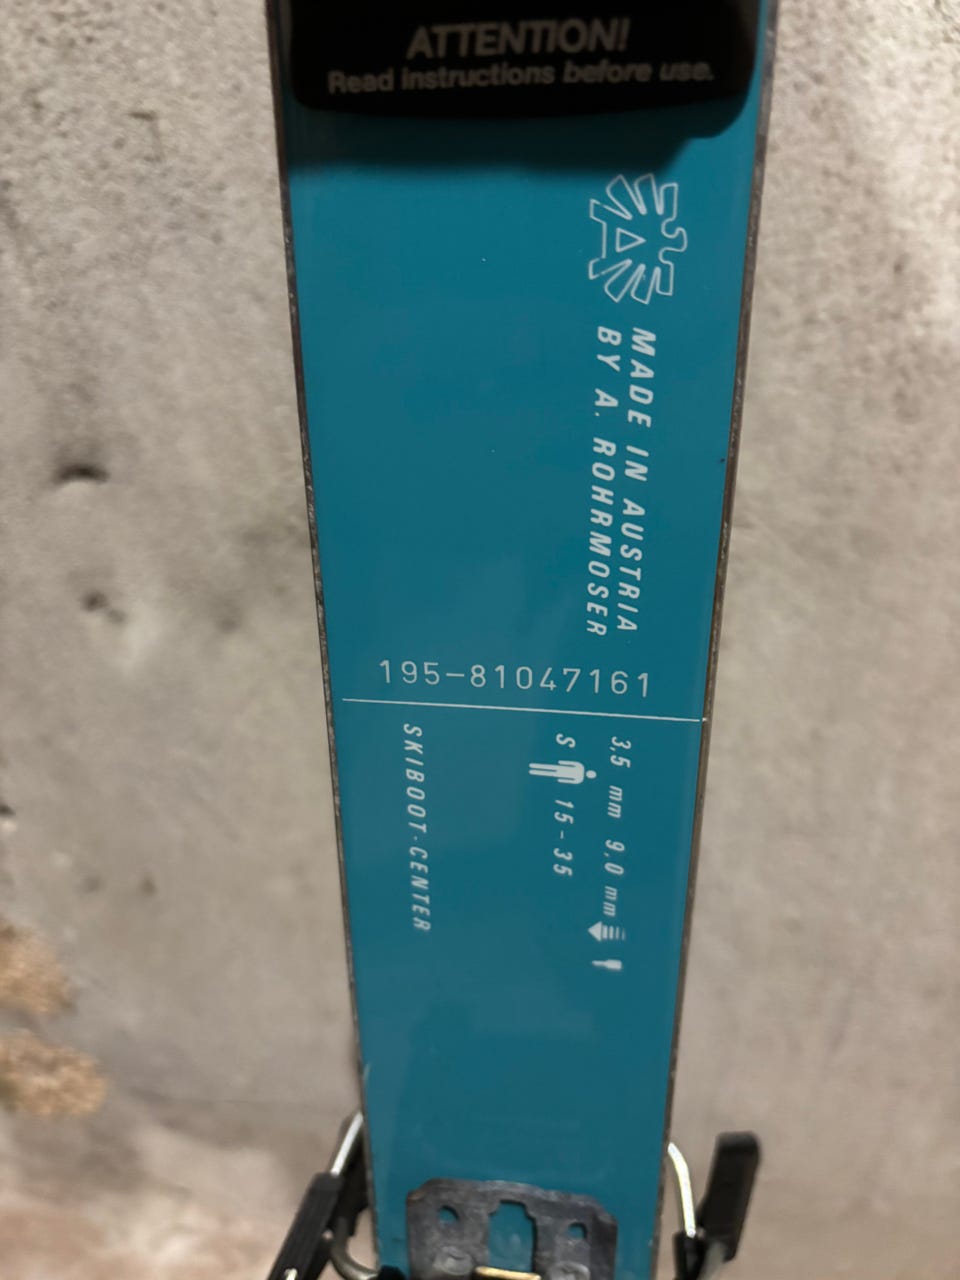 ATTENTION!
Read instructions before use.
MADE IN AUSTRIA
BY A. ROHRMOSER
195-81047161
3,5 mm 9,0 mm
S 15-35
SKIBOOT-CENTER